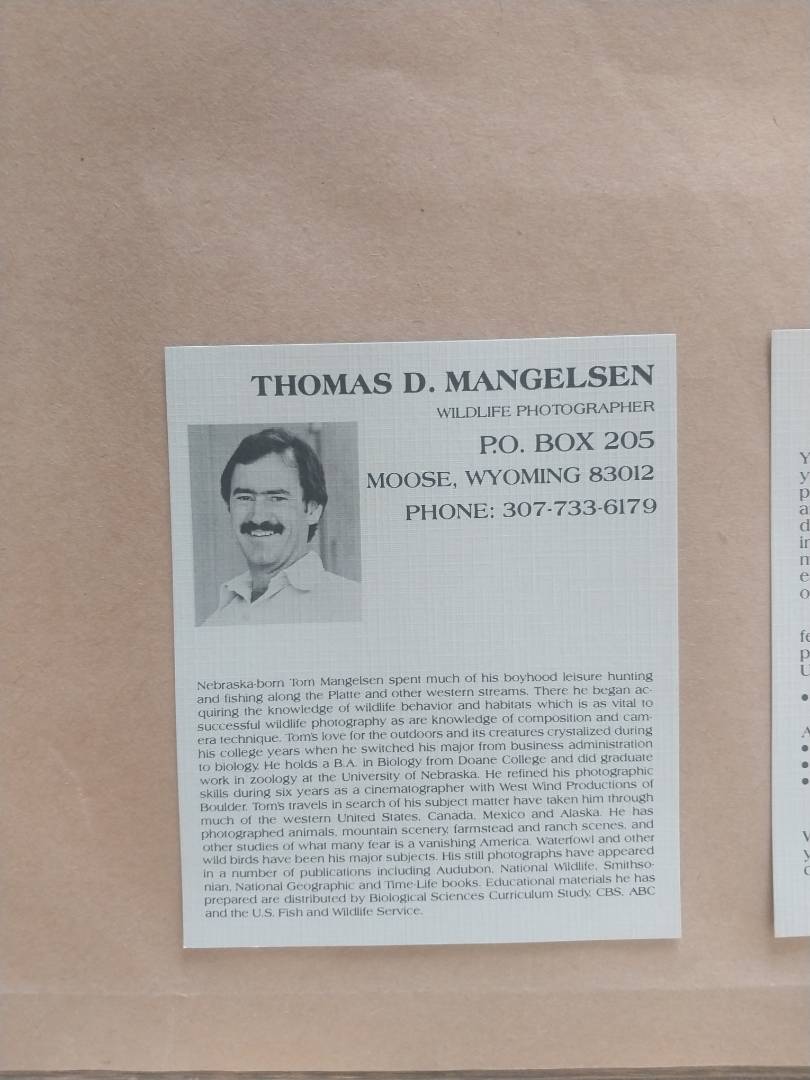 THOMAS D. MANGELSEN
WILDLIFE PHOTOGRAPHER
P.O. BOX 205
MOOSE, WYOMING 83012
PHONE: 307-733-6179
Nebraska-born Tom Mangelsen spent much of his boyhood leisure hunting
and fishing along the Platte and other western streams. There he began ac-
quiring the knowledge of wildlife behavior and habitats which is as vital to
successful wildlife photography as are knowledge of composition and cam-
era technique. Tom's love for the outdoors and its creatures crystalized during
his college years when he switched his major from business administration
to biology. He holds a B.A. in Biology from Doane College and did graduate
work in zoology at the University of Nebraska. He refined his photographic
skills during six years as a cinematographer with West Wind Productions of
Boulder. Tom's travels in search of his subject matter have taken him through
much of the western United States, Canada, Mexico and Alaska. He has
photographed animals, mountain scenery, farmstead and ranch scenes, and
other studies of what many fear is a vanishing America. Waterfowl and other
wild birds have been his major subjects. His still photographs have appeared
in a number of publications including Audubon, National Wildlife, Smithso-
nian, National Geographic and Time-Life books. Educational materials he has
prepared are distributed by Biological Sciences Curriculum Study, CBS, ABC
and the U.S. Fish and Wildlife Service.